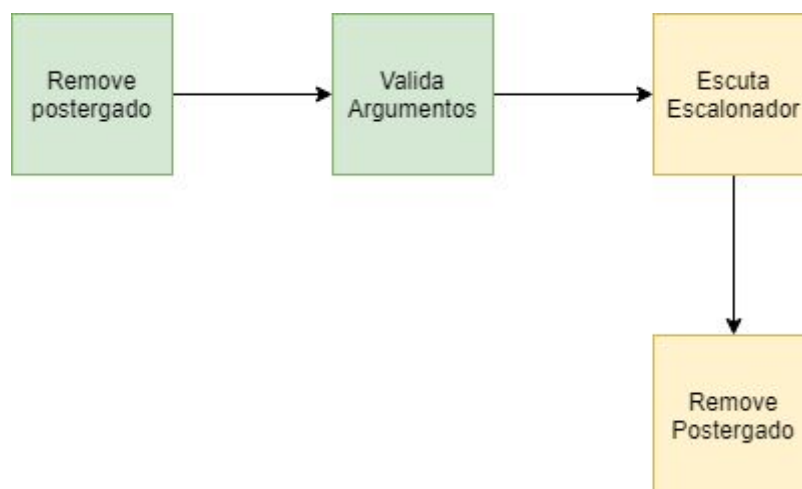 Remove
postergado
Valida
Argumentos
Escuta
Escalonador
Remove
Postergado